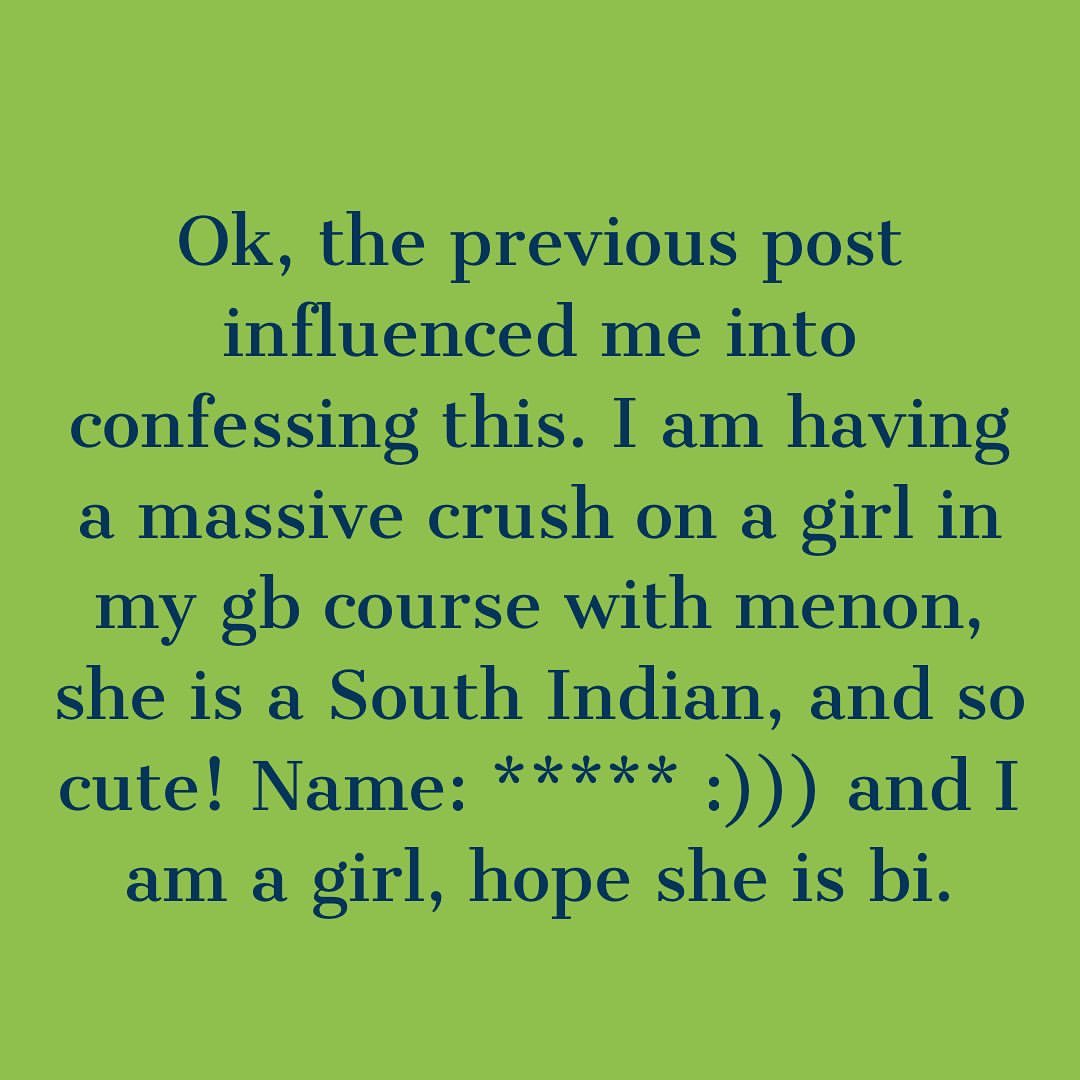 Ok, the previous post
influenced me into
confessing this. I am having
a massive crush on a girl in
my gb course with menon,
she is a South Indian, and so
cute! Name: ***** :))) and I
am a girl, hope she is bi.